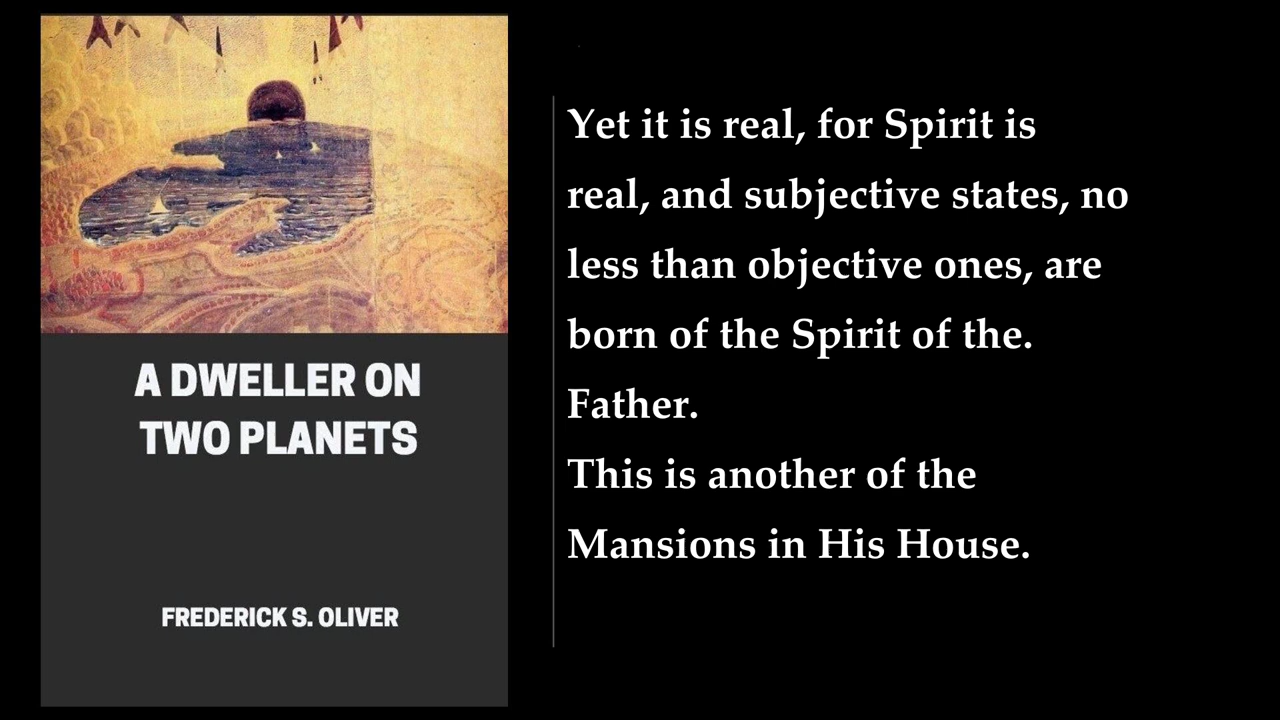 A DWELLER ON
TWO PLANETS
FREDERICK S. OLIVER
Yet it is real, for Spirit is
real, and subjective states, no
less than objective ones, are
born of the Spirit of the.
Father.
This is another of the
Mansions in His House.